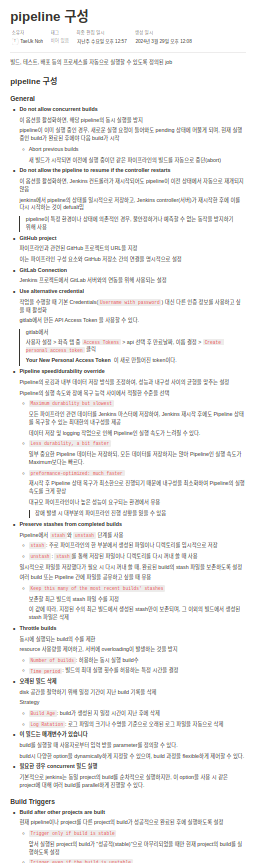 pipeline 구성
소유자 태그 최종 편집 일시 생성 일시
TaeUk Noh 비어 있음 지난주 수요일 오후 12:57 2024년 3월 29일 오후 12:08
빌드, 테스트, 배포 등의 프로세스를 자동으로 실행할 수 있도록 정의된 job
pipeline 구성
General
Do not allow concurrent builds
이 옵션을 활성화하면, 해당 pipeline의 동시 실행을 방지
pipeline이 이미 실행 중인 경우, 새로운 실행 요청이 들어와도 pending 상태에 머물게 되며, 현재 실행
중인 build가 완료된 후에야 다음 build가 시작
Abort previous builds
새 빌드가 시작되면 이전에 실행 중이던 같은 파이프라인의 빌드를 자동으로 중단(abort)
Do not allow the pipeline to resume if the controller restarts
이 옵션을 활성화하면, Jenkins 컨트롤러가 재시작되어도 pipeline이 이전 상태에서 자동으로 재개되지
않음
jenkins에서 pipeline의 상태를 일시적으로 저장하고, Jenkins controller(서버)가 재시작된 후에 이를
다시 시작하는 것이 default임
pipeline이 특정 환경이나 상태에 의존적인 경우, 불안정하거나 예측할 수 없는 동작을 방지하기
위해 사용
GitHub project
파이프라인과 관련된 GitHub 프로젝트의 URL을 지정
이는 파이프라인 구성 요소와 GitHub 저장소 간의 연결을 명시적으로 설정
GitLab Connection
Jenkins 프로젝트에서 GitLab 서버와의 연동을 위해 사용되는 설정
Use alternative credential
작업을 수행할 때 기본 Credentials(Username with password) 대신 다른 인증 정보를 사용하고 싶
을 때 활성화
gitlab에서 만든 API Access Token 을 사용할 수 있다.
gitlab에서
사용자 설정 > 좌측 탭 중 Access Tokens > api 선택 후 만료날짜, 이름 결정 > Create
personal access token 클릭
Your New Personal Access Token 이 새로 만들어진 token이다.
Pipeline speed/durability override
Pipeline의 로깅과 내부 데이터 저장 방식을 조정하여, 성능과 내구성 사이의 균형을 맞추는 설정
Pipeline의 실행 속도와 장애 복구 능력 사이에서 적절한 수준을 선택
Maximum durability but slowest
모든 파이프라인 관련 데이터를 Jenkins 마스터에 저장하여, Jenkins 재시작 후에도 Pipeline 상태
를 복구할 수 있는 최대한의 내구성을 제공
데이터 저장 및 logging 작업으로 인해 Pipeline의 실행 속도가 느려질 수 있다.
Less durability, a bit faster
일부 중요한 Pipeline 데이터는 저장되되, 모든 데이터가 저장되지는 않아 Pipeline의 실행 속도가
Maximum보다는 빠르다.
preformance-optimized: much faster
재시작 후 Pipeline 상태 복구가 최소한으로 진행되기 때문에 내구성을 최소화하여 Pipeline의 실행
속도를 크게 향상
대규모 파이프라인이나 높은 성능이 요구되는 환경에서 유용
장애 발생 시 대부분의 파이프라인 진행 상황을 잃을 수 있음
Preserve stashes from completed builds
Pipeline에서 stash 와 unstash 단계를 사용
stash: 주로 파이프라인의 한 부분에서 생성된 파일이나 디렉토리를 임시적으로 저장
unstash: stash를 통해 저장된 파일이나 디렉토리를 다시 꺼내 쓸 때 사용
일시적으로 파일을 저장했다가 필요 시 다시 꺼내 쓸 때, 완료된 build의 stash 파일을 보존하도록 설정
여러 build 또는 Pipeline 간에 파일을 공유하고 싶을 때 유용
Keep this many of the most recent builds' stashes
보존할 최근 빌드의 stash 파일 수를 지정
이 값에 따라, 지정된 수의 최근 빌드에서 생성된 stash만이 보존되며, 그 이외의 빌드에서 생성된
stash 파일은 삭제
Throttle builds
동시에 실행되는 build의 수를 제한
resource 사용량을 제어하고, 서버에 overloading이 발생하는 것을 방지
Number of builds: 허용하는 동시 실행 build수
Time period: 빌드의 최대 실행 횟수를 허용하는 특정 시간을 결정
오래된 빌드 삭제
disk 공간을 절약하기 위해 일정 기간이 지난 build 기록을 삭제
Strategy
Build Age: build가 생성된 지 일정 시간이 지난 후에 삭제
Log Rotation: 로그 파일의 크기나 수명을 기준으로 오래된 로그 파일을 자동으로 삭제
이 빌드는 매개변수가 있습니다
build를 실행할 때 사용자로부터 입력 받을 parameter를 정의할 수 있다.
build시 다양한 option을 dynamically하게 지정할 수 있으며, build 과정을 flexible하게 제어할 수 있다.
필요한 경우 concurrent 빌드 실행
기본적으로 jenkins는 동일 project의 build를 순차적으로 실행하지만, 이 option을 사용 시 같은
project에 대해 여러 build를 parallel하게 진행할 수 있다.
Build Triggers
Build after other projects are built
현재 pipeline이나 project를 다른 project의 build가 성공적으로 완료된 후에 실행하도록 설정
Trigger only if build is stable
앞서 실행된 project의 build가 "성공적(stable)"으로 마무리되었을 때만 현재 project의 build를 실
행하도록 설정
Trigger even if the build is unstable